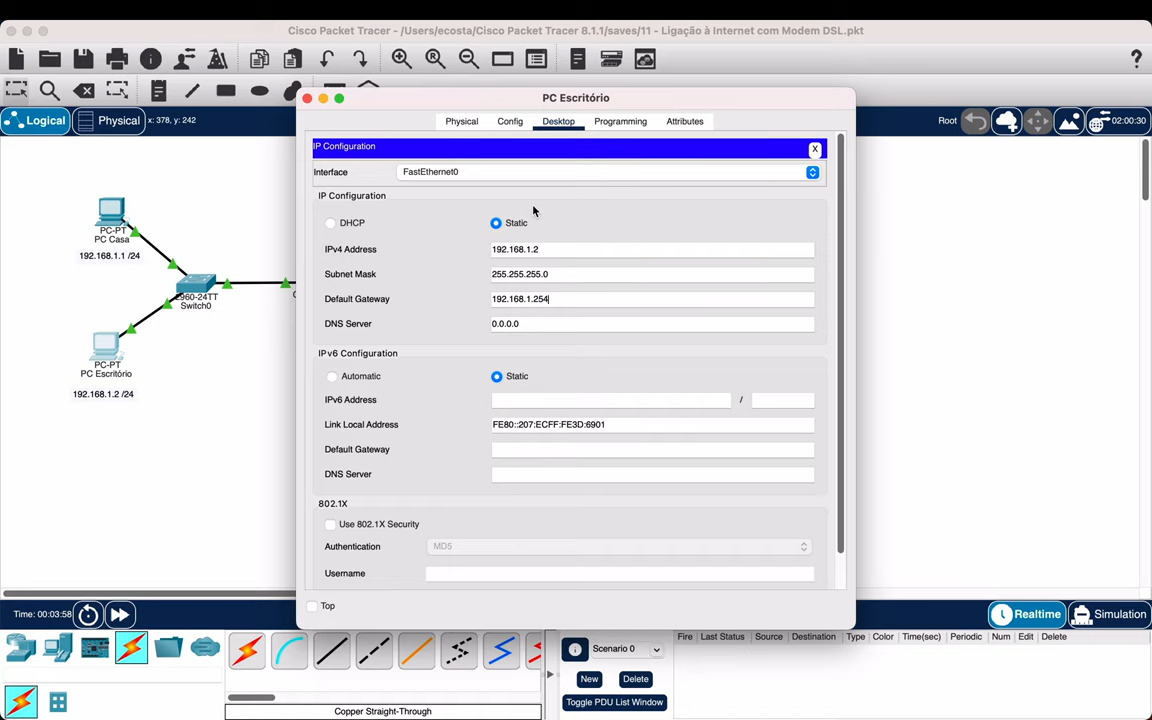 Cisco Packet Tracer - /Users/ecosta/Cisco Packet Tracer 8.1.1/saves/11 - Ligação à Internet com Modem DSL.pkt
?
Logical
Physical
x: 378, y: 242
Root
02:00:30
PC Escritório
Physical
Config
Desktop
Programming
Attributes
IP Configuration
X
Interface
FastEthernet0
IP Configuration
DHCP
Static
IPv4 Address
192.168.1.2
Subnet Mask
255.255.255.0
Default Gateway
192.168.1.254
DNS Server
0.0.0.0
IPv6 Configuration
Automatic
Static
IPv6 Address
/
Link Local Address
FE80::207:ECFF:FE3D:6901
Default Gateway
DNS Server
802.1X
Use 802.1X Security
Authentication
MD5
Username
Top
PC-PT
PC Casa
192.168.1.1 /24
2960-24TT
Switch0
PC-PT
PC Escritório
192.168.1.2 /24
Time: 00:03:58
Realtime
Simulation
Scenario 0
New
Delete
Toggle PDU List Window
Fire
Last Status
Source
Destination
Type
Color
Time(sec)
Periodic
Num
Edit
Delete
Copper Straight-Through